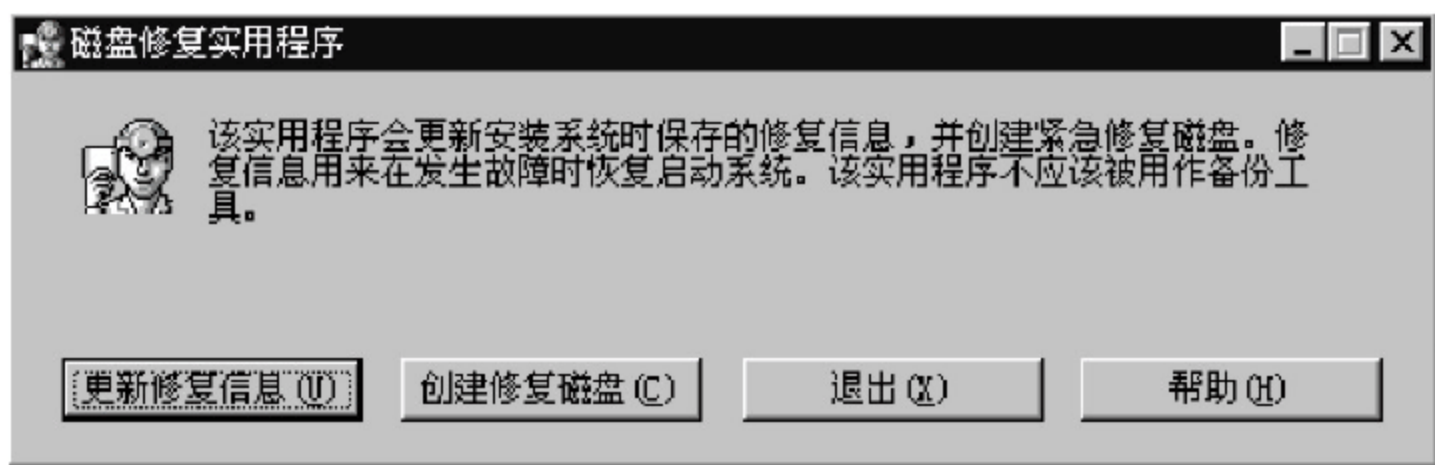 磁盘修复实用程序
该实用程序会更新安装系统时保存的修复信息，并创建紧急修复磁盘。修
复信息用来在发生故障时恢复启动系统。该实用程序不应该被用作备份工
具。
更新修复信息(U) 创建修复磁盘(C) 退出(X) 帮助(H)